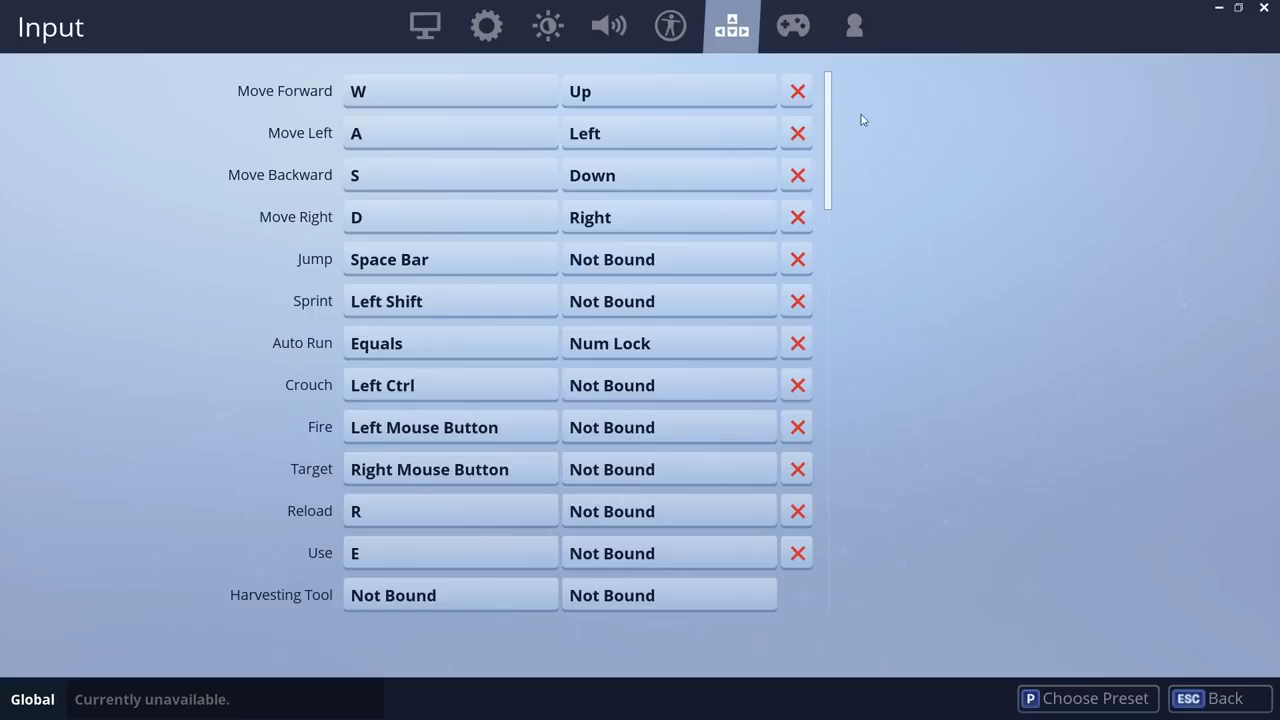 Input
Move Forward W Up
Move Left A Left
Move Backward S Down
Move Right D Right
Jump Space Bar Not Bound
Sprint Left Shift Not Bound
Auto Run Equals Num Lock
Crouch Left Ctrl Not Bound
Fire Left Mouse Button Not Bound
Target Right Mouse Button Not Bound
Reload R Not Bound
Use E Not Bound
Harvesting Tool Not Bound Not Bound
Global Currently unavailable. P Choose Preset ESC Back